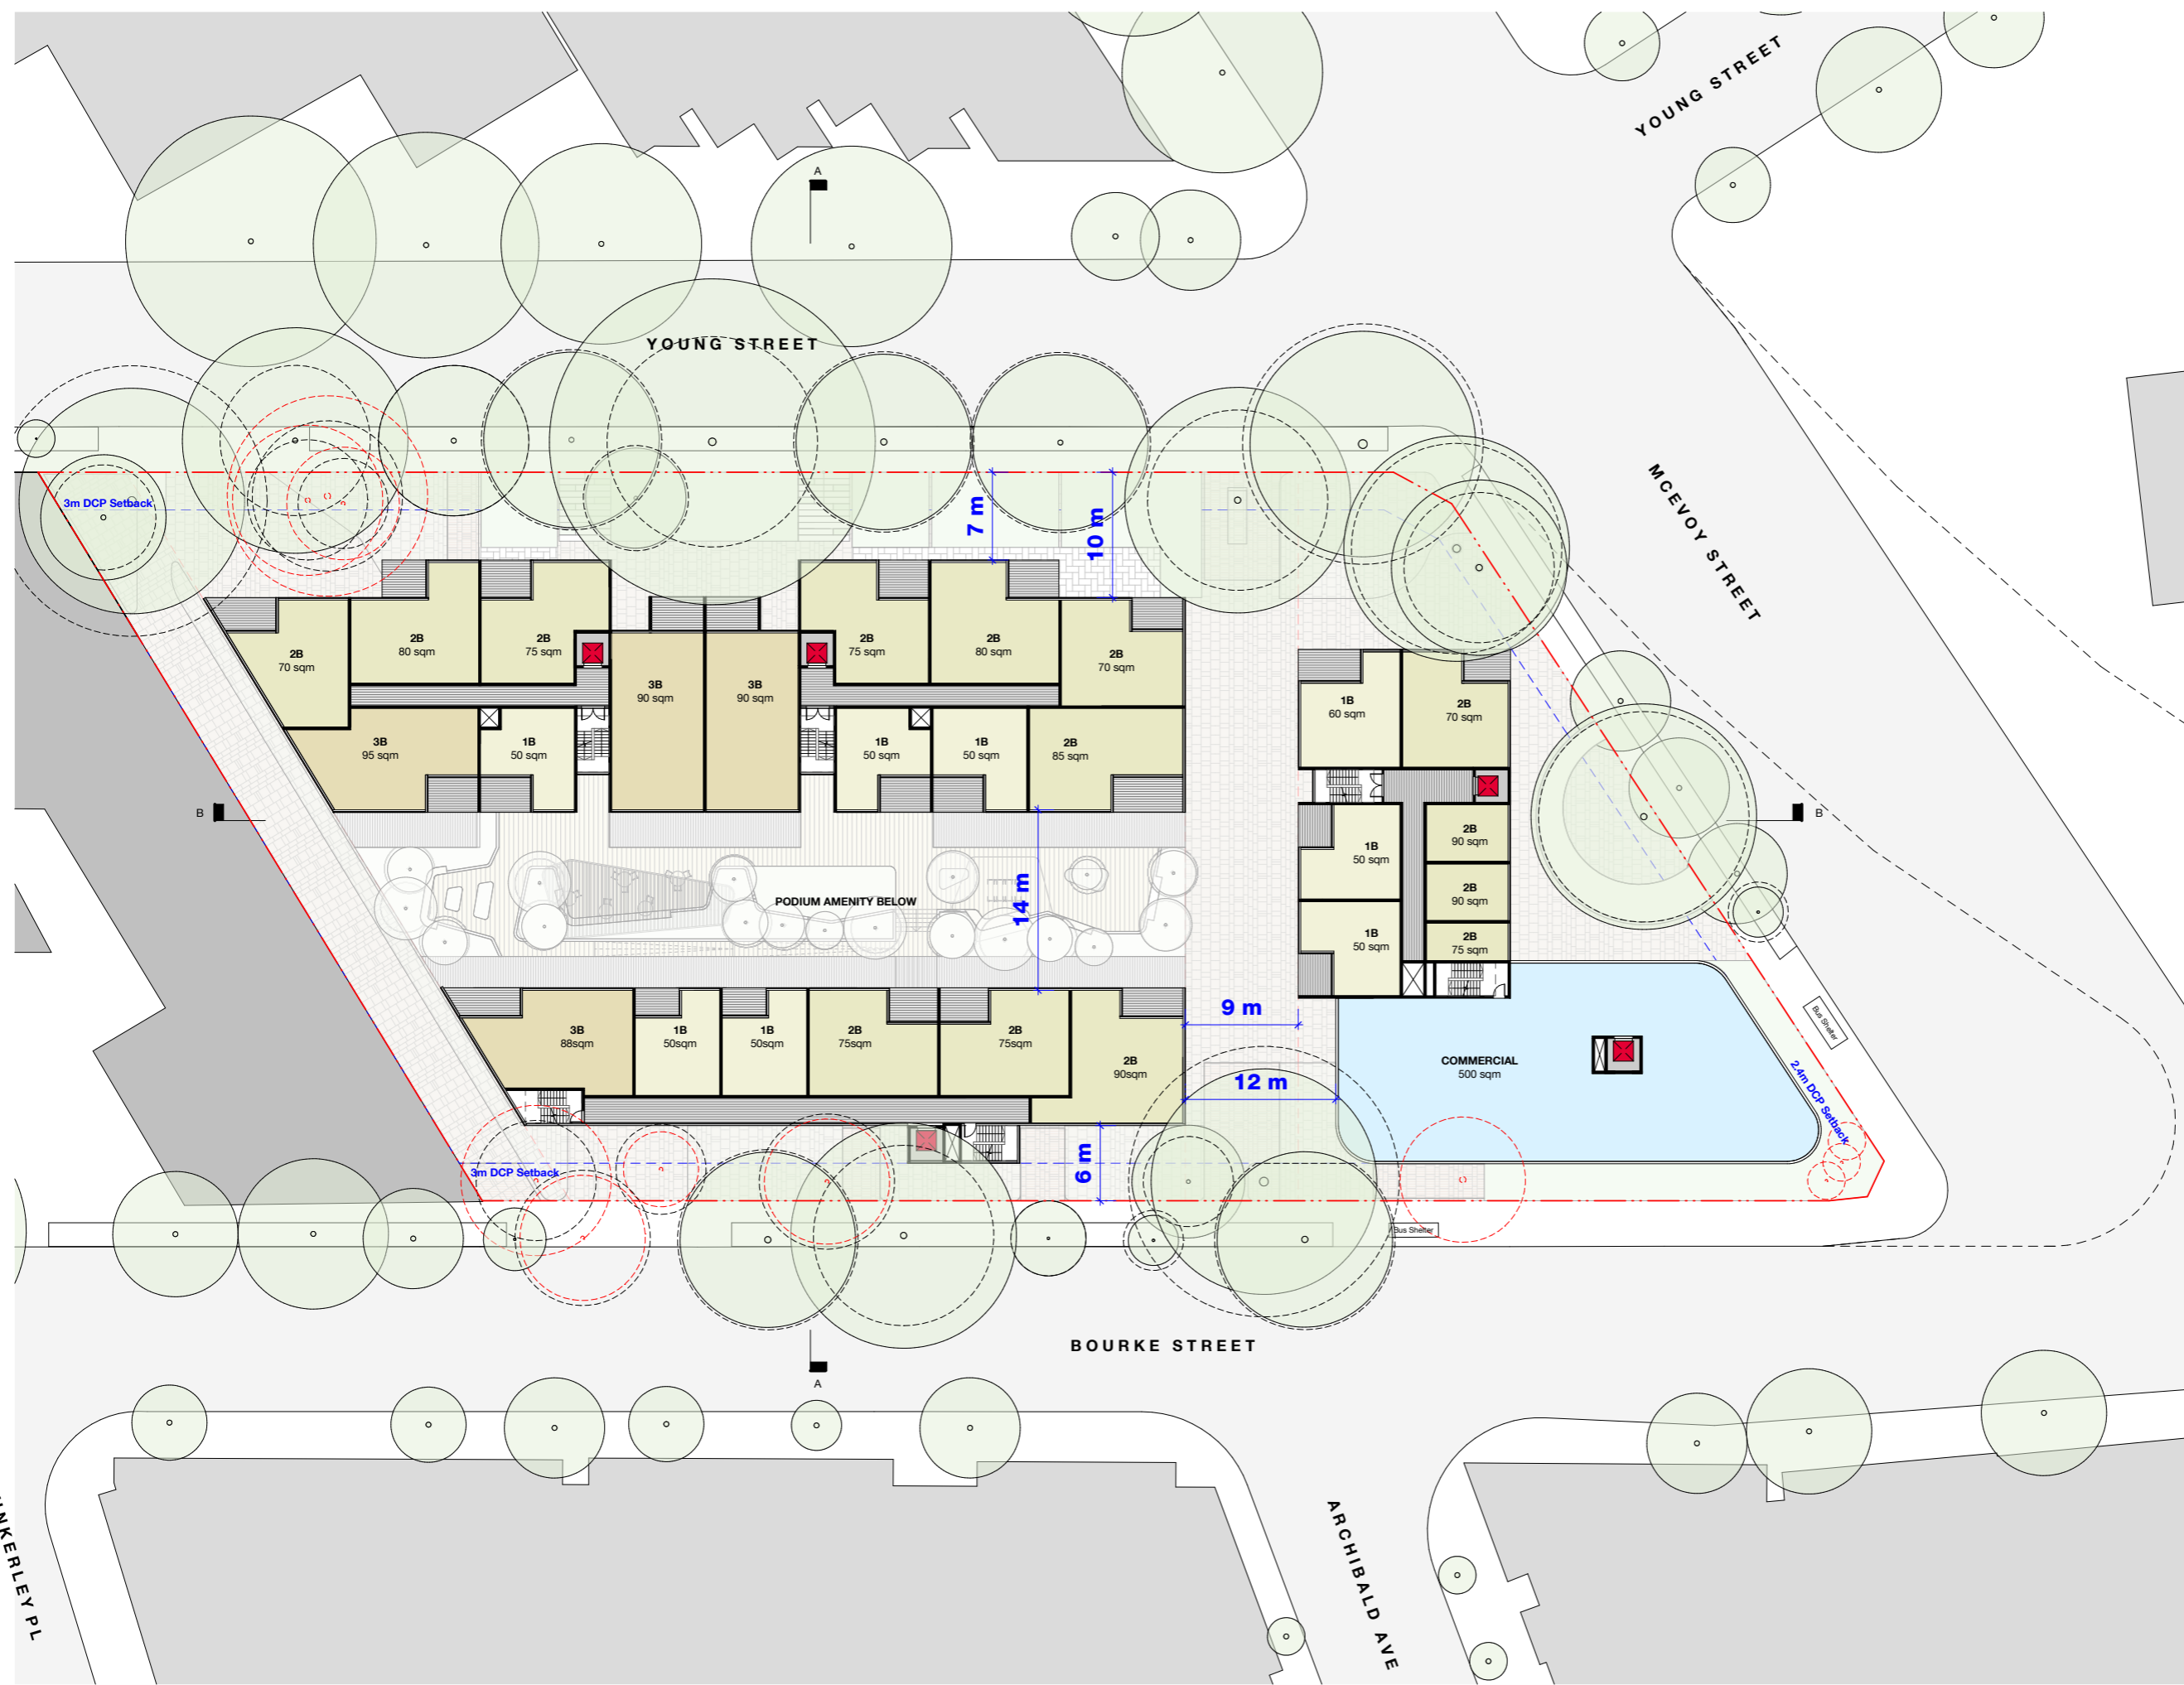 YOUNG STREET
A
YOUNG STREET
MCEVOY STREET
3m DCP Setback
7 m
10 m
2B
70 sqm
2B
80 sqm
2B
75 sqm
3B
90 sqm
3B
90 sqm
2B
75 sqm
2B
80 sqm
2B
70 sqm
1B
60 sqm
2B
70 sqm
3B
95 sqm
1B
50 sqm
1B
50 sqm
1B
50 sqm
2B
85 sqm
B
B
2B
90 sqm
1B
50 sqm
2B
90 sqm
PODIUM AMENITY BELOW
14 m
1B
50 sqm
2B
75 sqm
9 m
Bus Shelter
3B
88sqm
1B
50sqm
1B
50sqm
2B
75sqm
2B
75sqm
2B
90sqm
COMMERCIAL
500 sqm
12 m
2.4m DCP Setback
3m DCP Setback
6 m
Bus Shelter
BOURKE STREET
A
ARCHIBALD AVE
NKERLEY PL